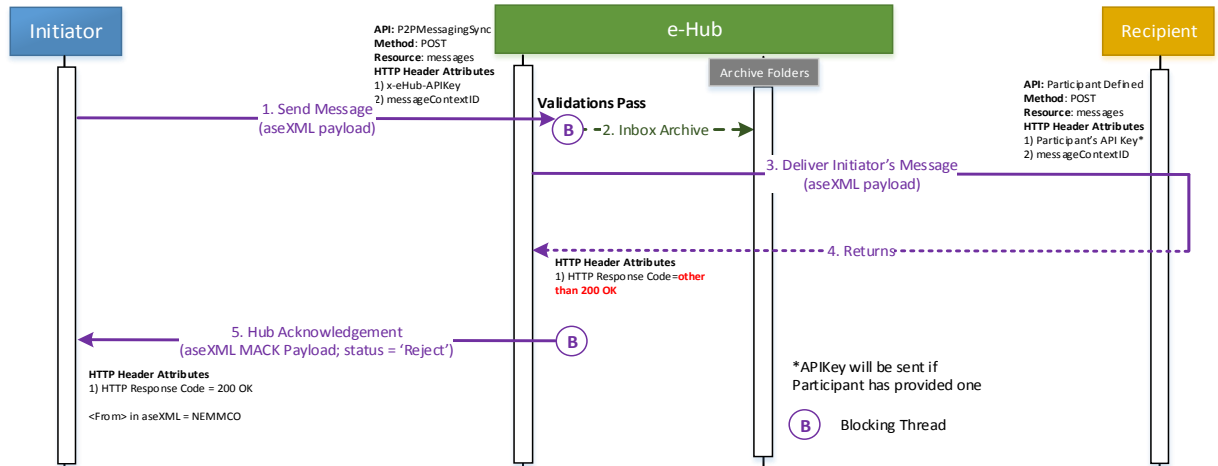 Initiator
e-Hub
Recipient
API: P2PMessagingSync
Method: POST
Resource: messages
HTTP Header Attributes
1) x-eHub-APIKey
2) messageContextID
Archive Folders
API: Participant Defined
Method: POST
Resource: messages
HTTP Header Attributes
1) Participant's API Key*
2) messageContextID
1. Send Message
(aseXML payload)
Validations Pass
B
2. Inbox Archive
3. Deliver Initiator's Message
(aseXML payload)
4. Returns
HTTP Header Attributes
1) HTTP Response Code=other
than 200 OK
5. Hub Acknowledgement
(aseXML MACK Payload; status = 'Reject')
B
HTTP Header Attributes
1) HTTP Response Code = 200 OK
<From> in aseXML = NEMMCO
*APIKey will be sent if
Participant has provided one
B Blocking Thread